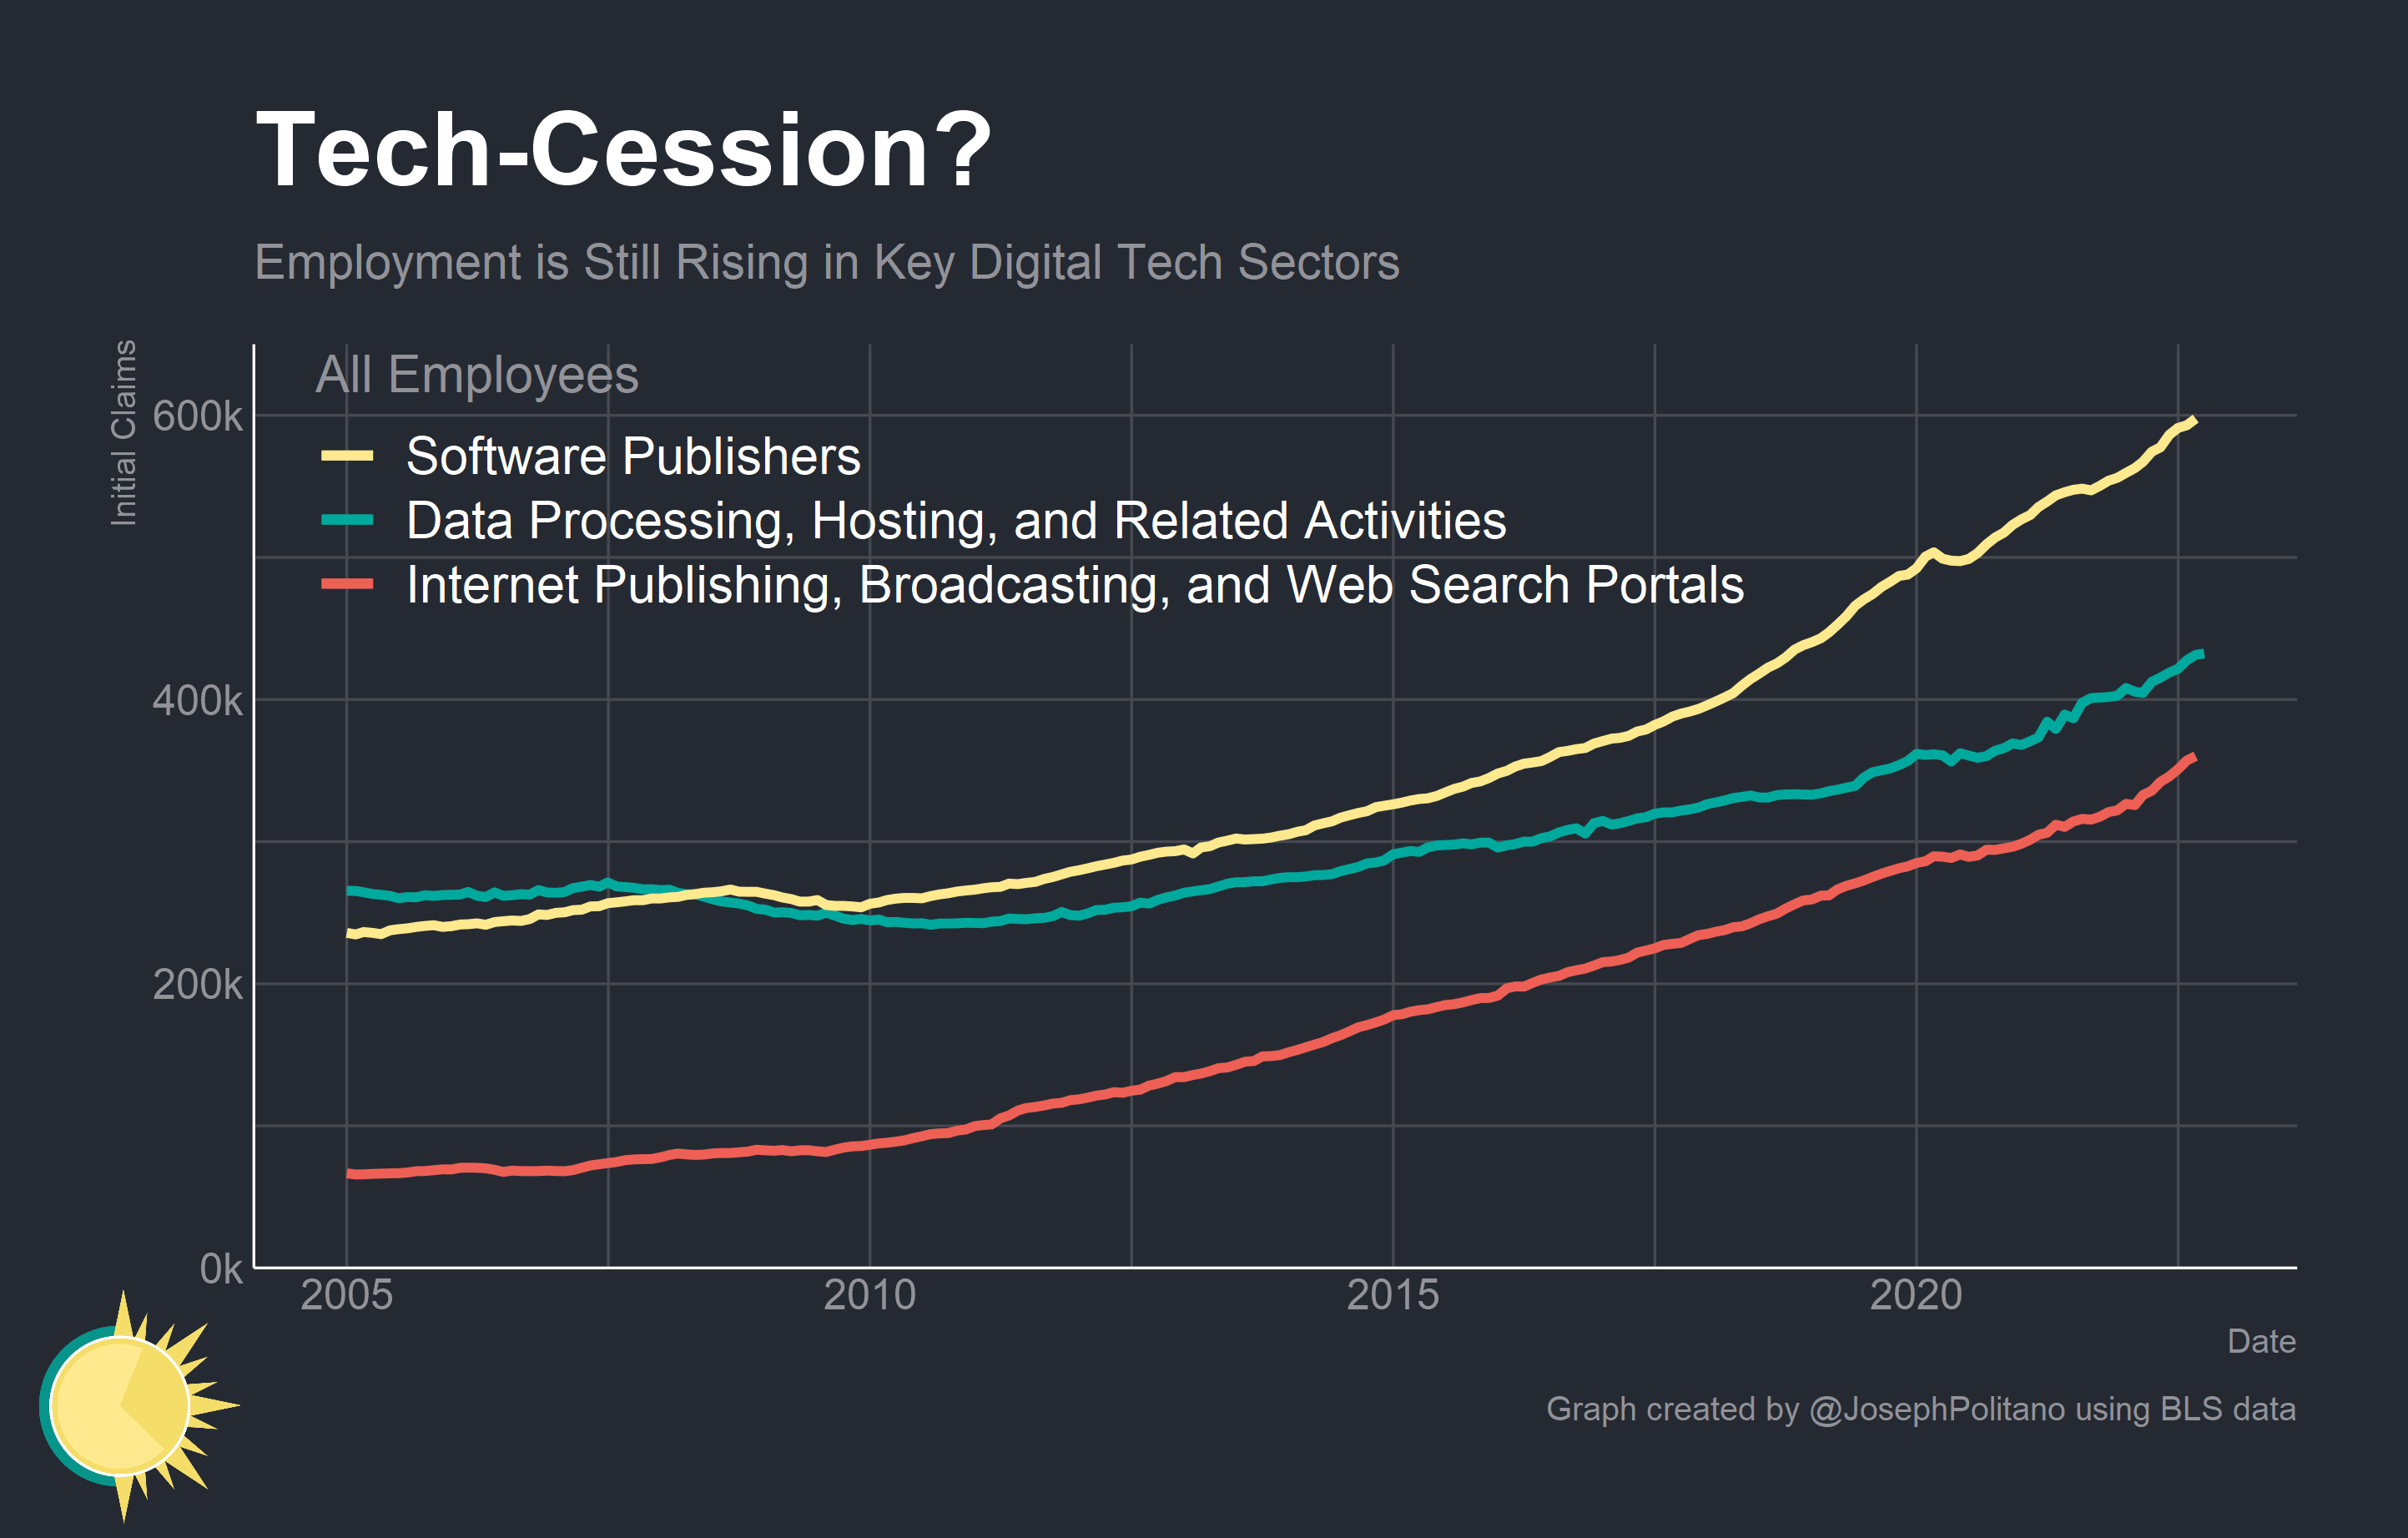 Tech-Cession?
Employment is Still Rising in Key Digital Tech Sectors
Initial Claims
All Employees
Software Publishers
Data Processing, Hosting, and Related Activities
Internet Publishing, Broadcasting, and Web Search Portals
600k
400k
200k
0k
2005 2010 2015 2020
Date
Graph created by @JosephPolitano using BLS data